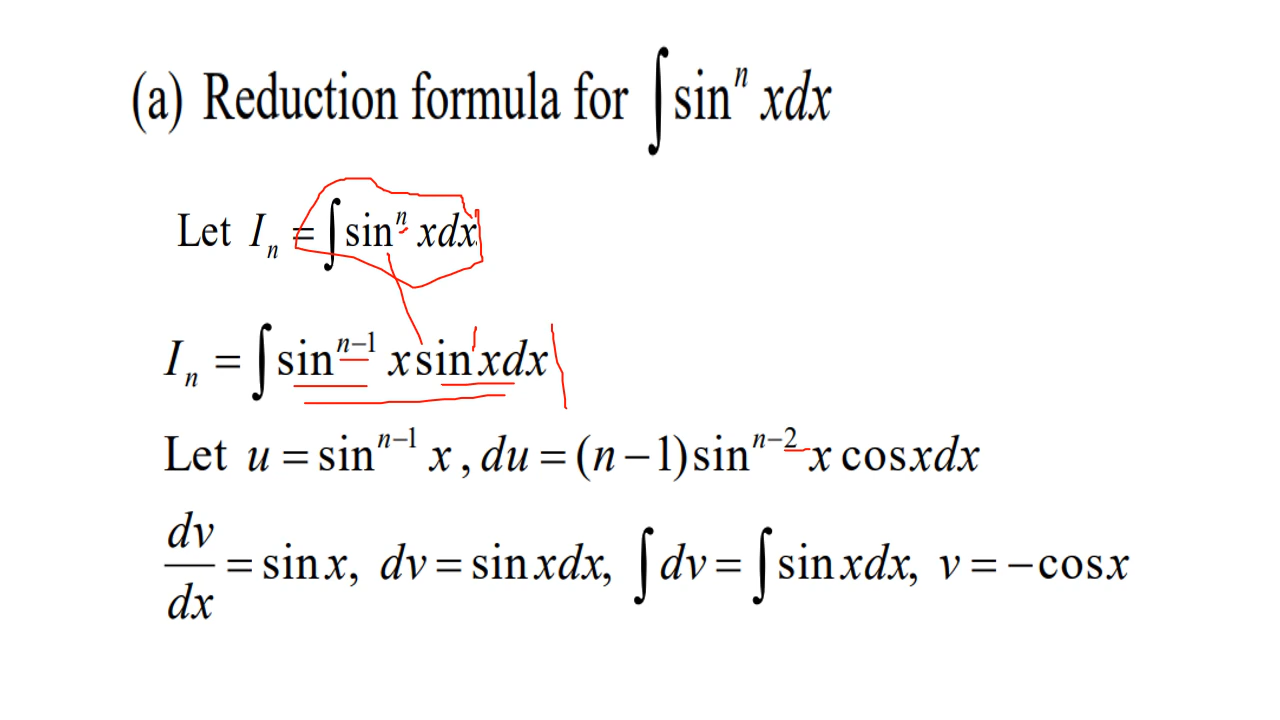 (a) Reduction formula for ∫ sinⁿ xdx
Let Iₙ = ∫ sinⁿ xdx
Iₙ = ∫ sinⁿ⁻¹ x sin¹ xdx
Let u = sinⁿ⁻¹ x , du = (n − 1) sinⁿ⁻² x cosxdx
dv/dx = sin x, dv = sin xdx, ∫ dv = ∫ sin xdx, v = − cosx